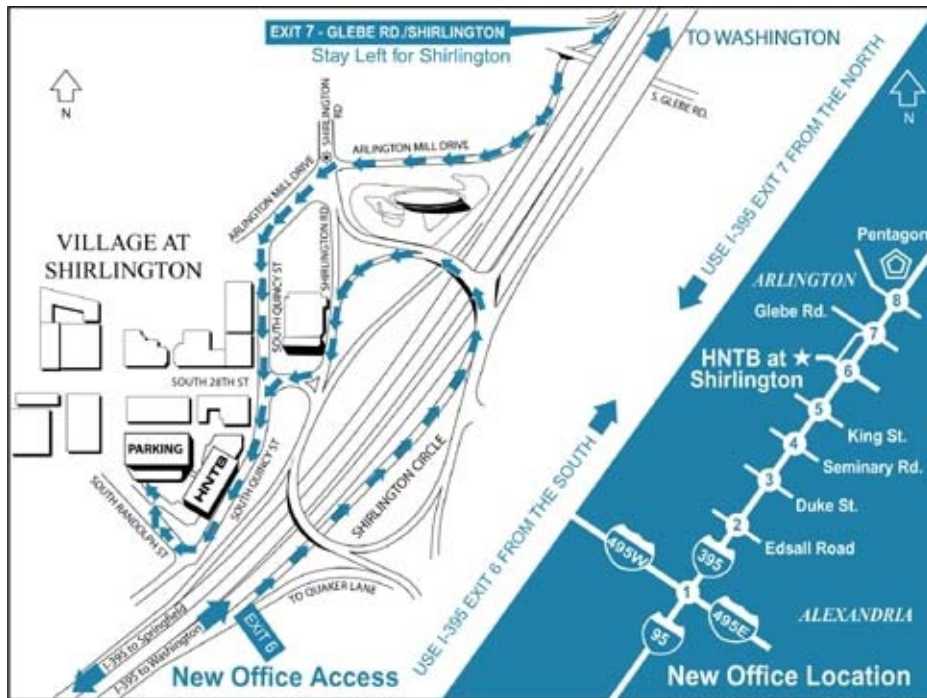 EXIT 7 - GLEBE RD./SHIRLINGTON
Stay Left for Shirlington
TO WASHINGTON
N
SHIRLINGTON RD
S. GLEBE RD.
N
ARLINGTON MILL DRIVE
ARLINGTON MILL DRIVE
USE I-395 EXIT 7 FROM THE NORTH
VILLAGE AT
SHIRLINGTON
SHIRLINGTON RD
SOUTH QUINCY ST
SOUTH 28TH ST
Pentagon
ARLINGTON
8
Glebe Rd.
7
HNTB at
Shirlington
6
5
King St.
4
Seminary Rd.
3
Duke St.
2
Edsall Road
495W
395
1
495E
95
ALEXANDRIA
PARKING
HNTB
SOUTH QUINCY ST
SOUTH RANDOLPH ST
SHIRLINGTON CIRCLE
USE I-395 EXIT 6 FROM THE SOUTH
TO QUAKER LANE
EXIT 6
I-395 to Springfield
I-395 to Washington
New Office Access
New Office Location